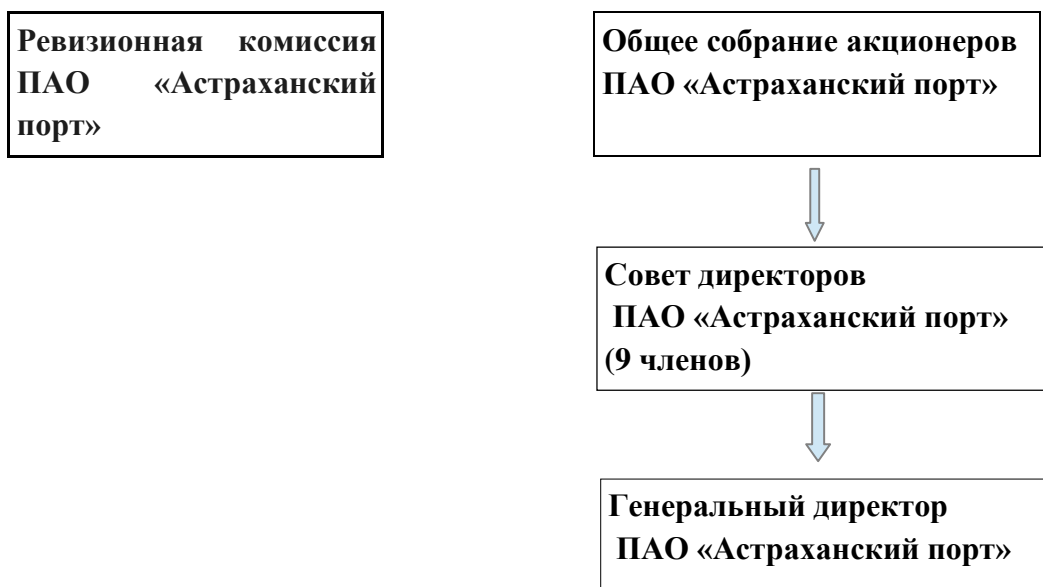 Ревизионная комиссия
ПАО «Астраханский
порт»
Общее собрание акционеров
ПАО «Астраханский порт»
Совет директоров
ПАО «Астраханский порт»
(9 членов)
Генеральный директор
ПАО «Астраханский порт»